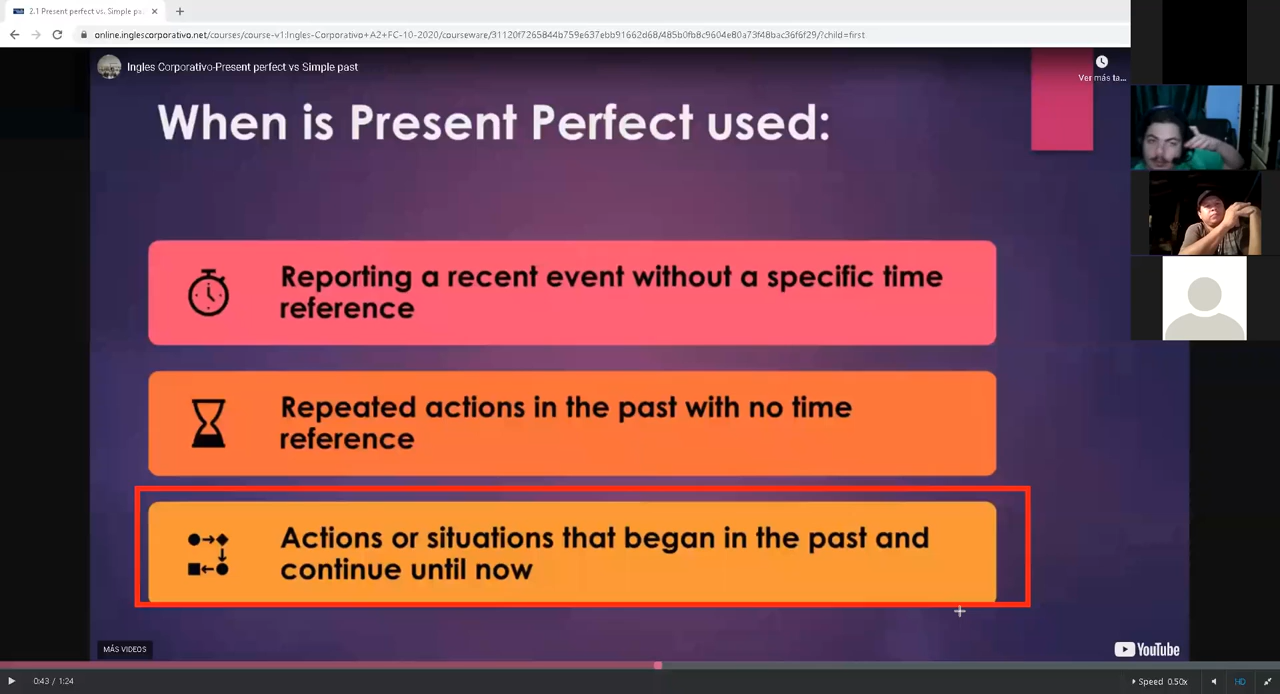 2.1 Present perfect vs. Simple pa
online.inglescorporativo.net/courses/course-v1:Ingles-Corporativo+A2+FC-10-2020/courseware/31120f7265844b759e637ebb91662d68/485b0fb8c9604e80a73f48bac36f6f29/?child=first
Ingles Corporativo-Present perfect vs Simple past
Ver más ta...
When is Present Perfect used:
Reporting a recent event without a specific time
reference
Repeated actions in the past with no time
reference
Actions or situations that began in the past and
continue until now
MÁS VIDEOS
YouTube
0:43 / 1:24
Speed 0.50x
HD